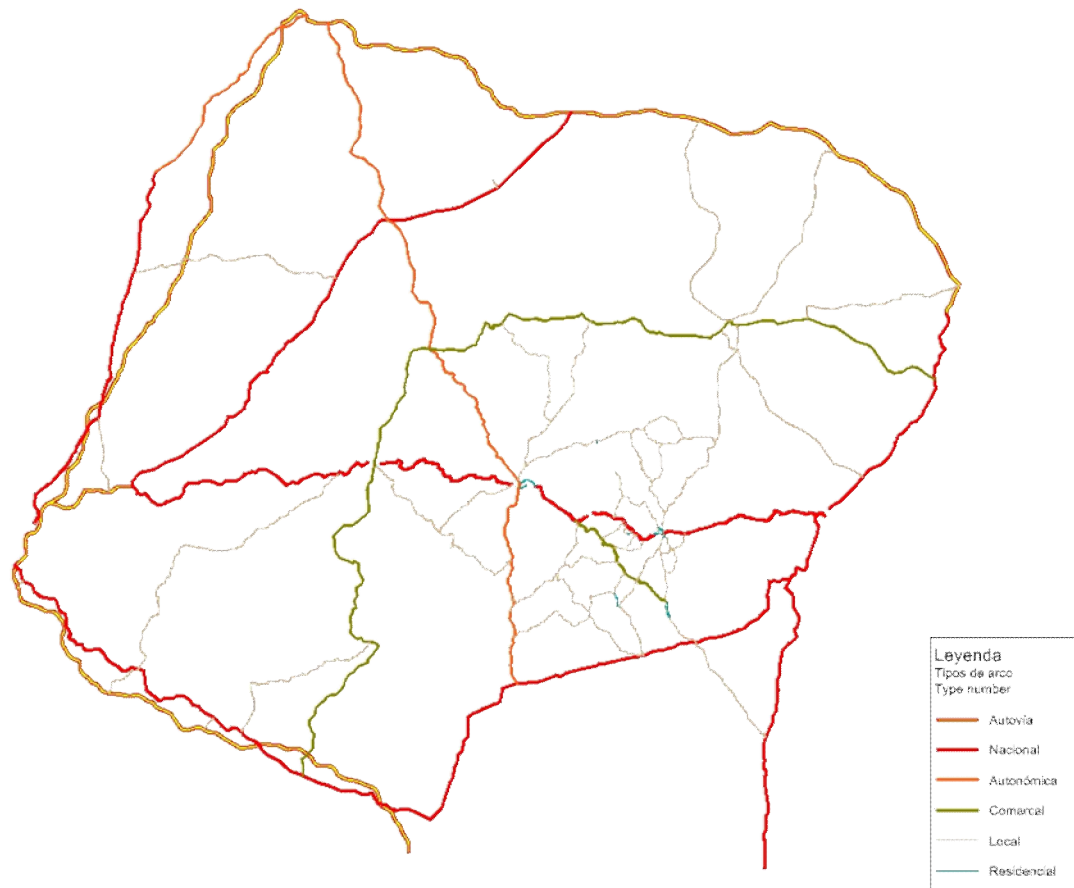 Leyenda
Tipos de arco
Type number
Autovía
Nacional
Autonómica
Comarcal
Local
Residencial